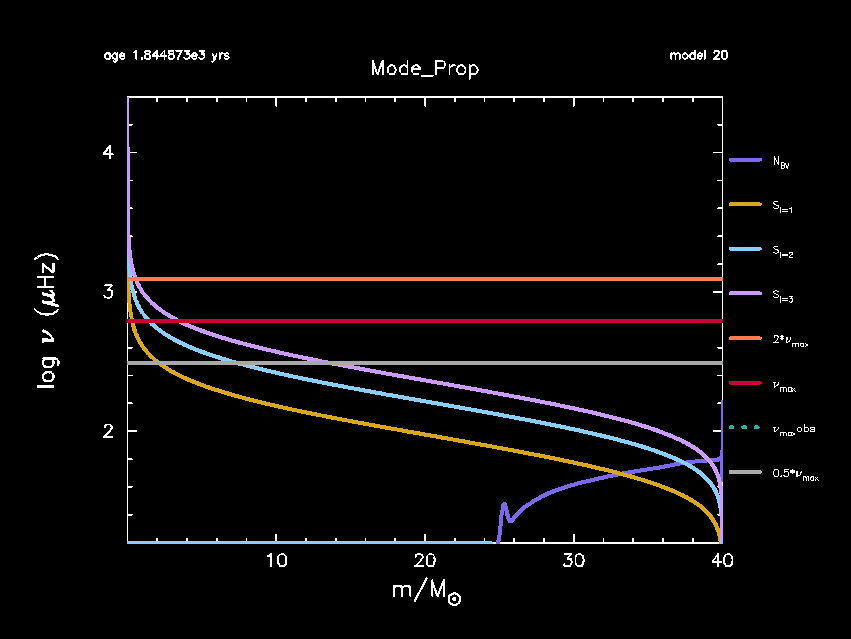 age 1.844573e3 yrs
model 20
Mode_Prop
log ν (μHz)
4
3
2
10
20
30
40
m/M⊙
N_BV
S_l=1
S_l=2
S_l=3
2*ν_max
ν_max
ν_max obs
0.5*ν_max